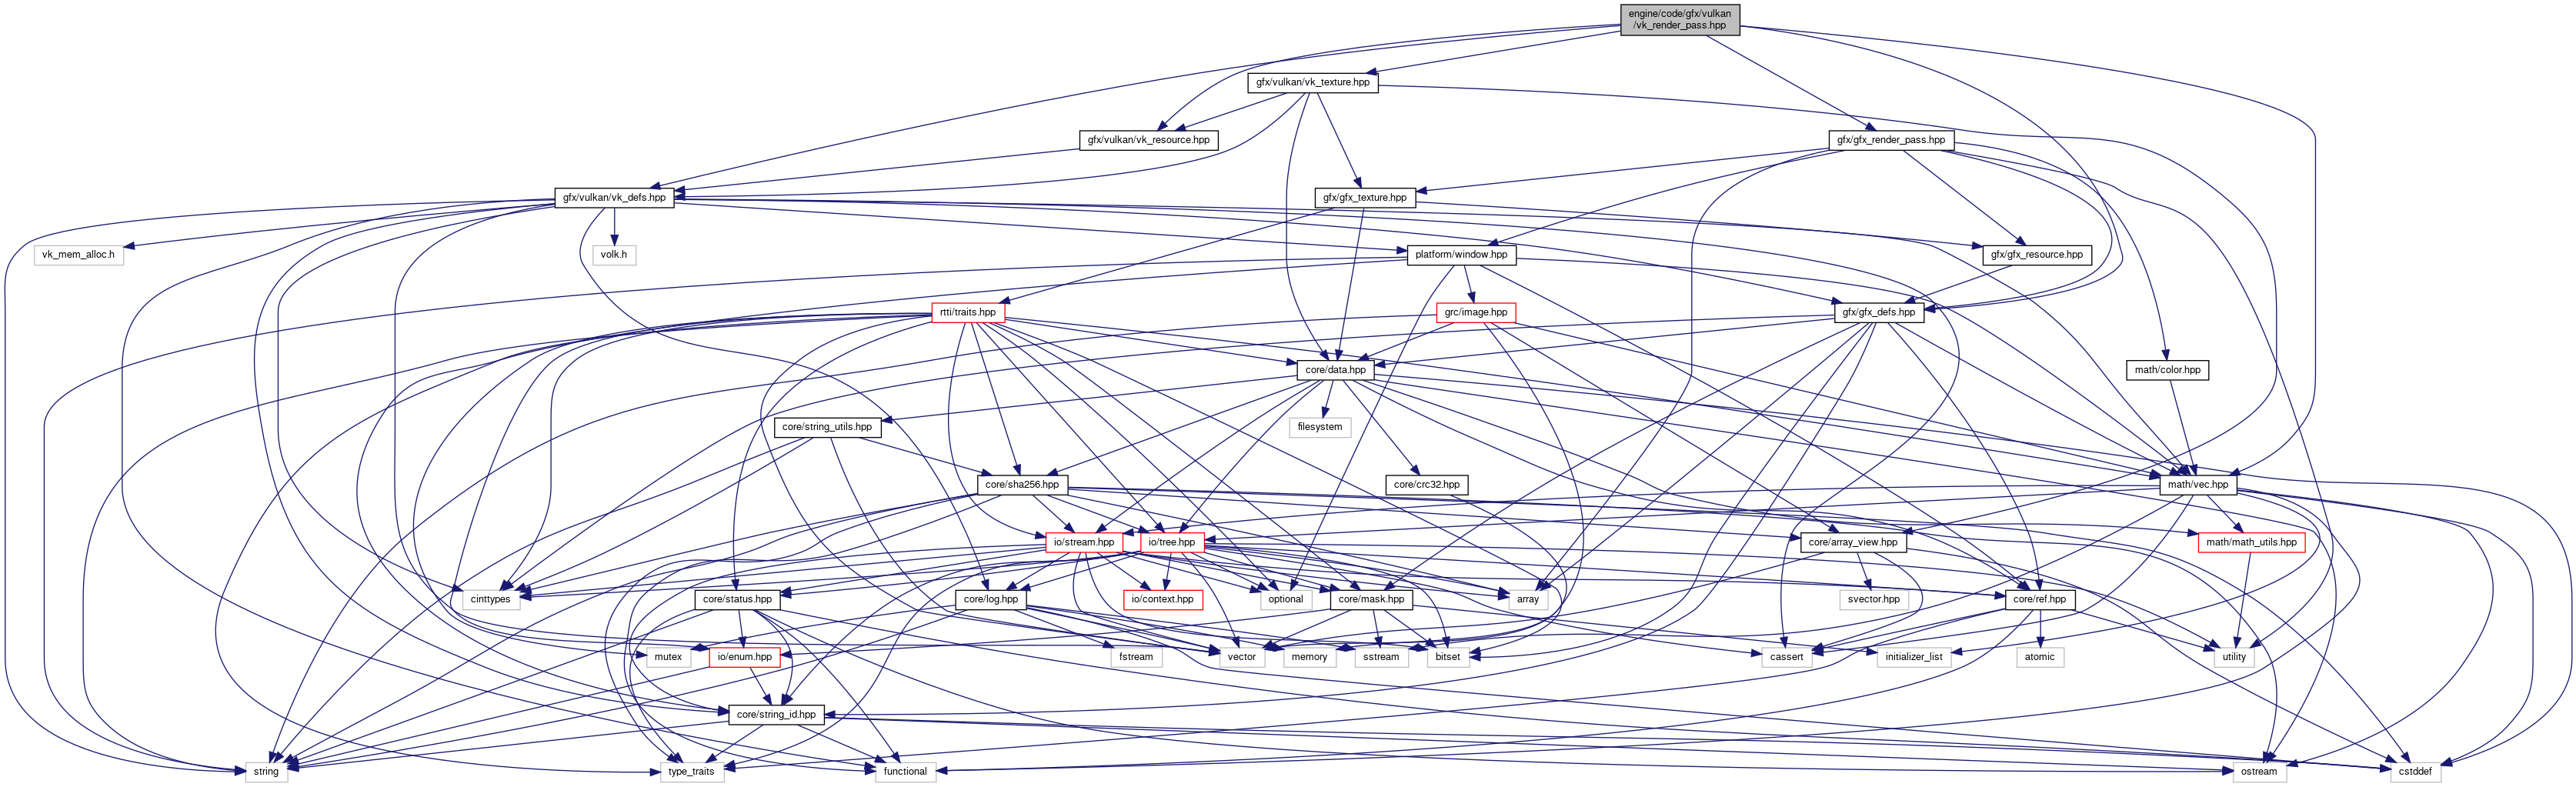 engine/code/gfx/vulkan
/vk_render_pass.hpp
gfx/vulkan/vk_texture.hpp
gfx/vulkan/vk_resource.hpp
gfx/gfx_render_pass.hpp
gfx/vulkan/vk_defs.hpp
gfx/gfx_texture.hpp
vk_mem_alloc.h
volk.h
platform/window.hpp
gfx/gfx_resource.hpp
rtti/traits.hpp
grc/image.hpp
gfx/gfx_defs.hpp
core/data.hpp
math/color.hpp
core/string_utils.hpp
filesystem
core/sha256.hpp
core/crc32.hpp
math/vec.hpp
io/stream.hpp
io/tree.hpp
core/array_view.hpp
math/math_utils.hpp
cinttypes
core/status.hpp
core/log.hpp
io/context.hpp
optional
core/mask.hpp
array
svector.hpp
core/ref.hpp
mutex
io/enum.hpp
fstream
vector
memory
sstream
bitset
cassert
initializer_list
atomic
utility
core/string_id.hpp
string
type_traits
functional
ostream
cstddef